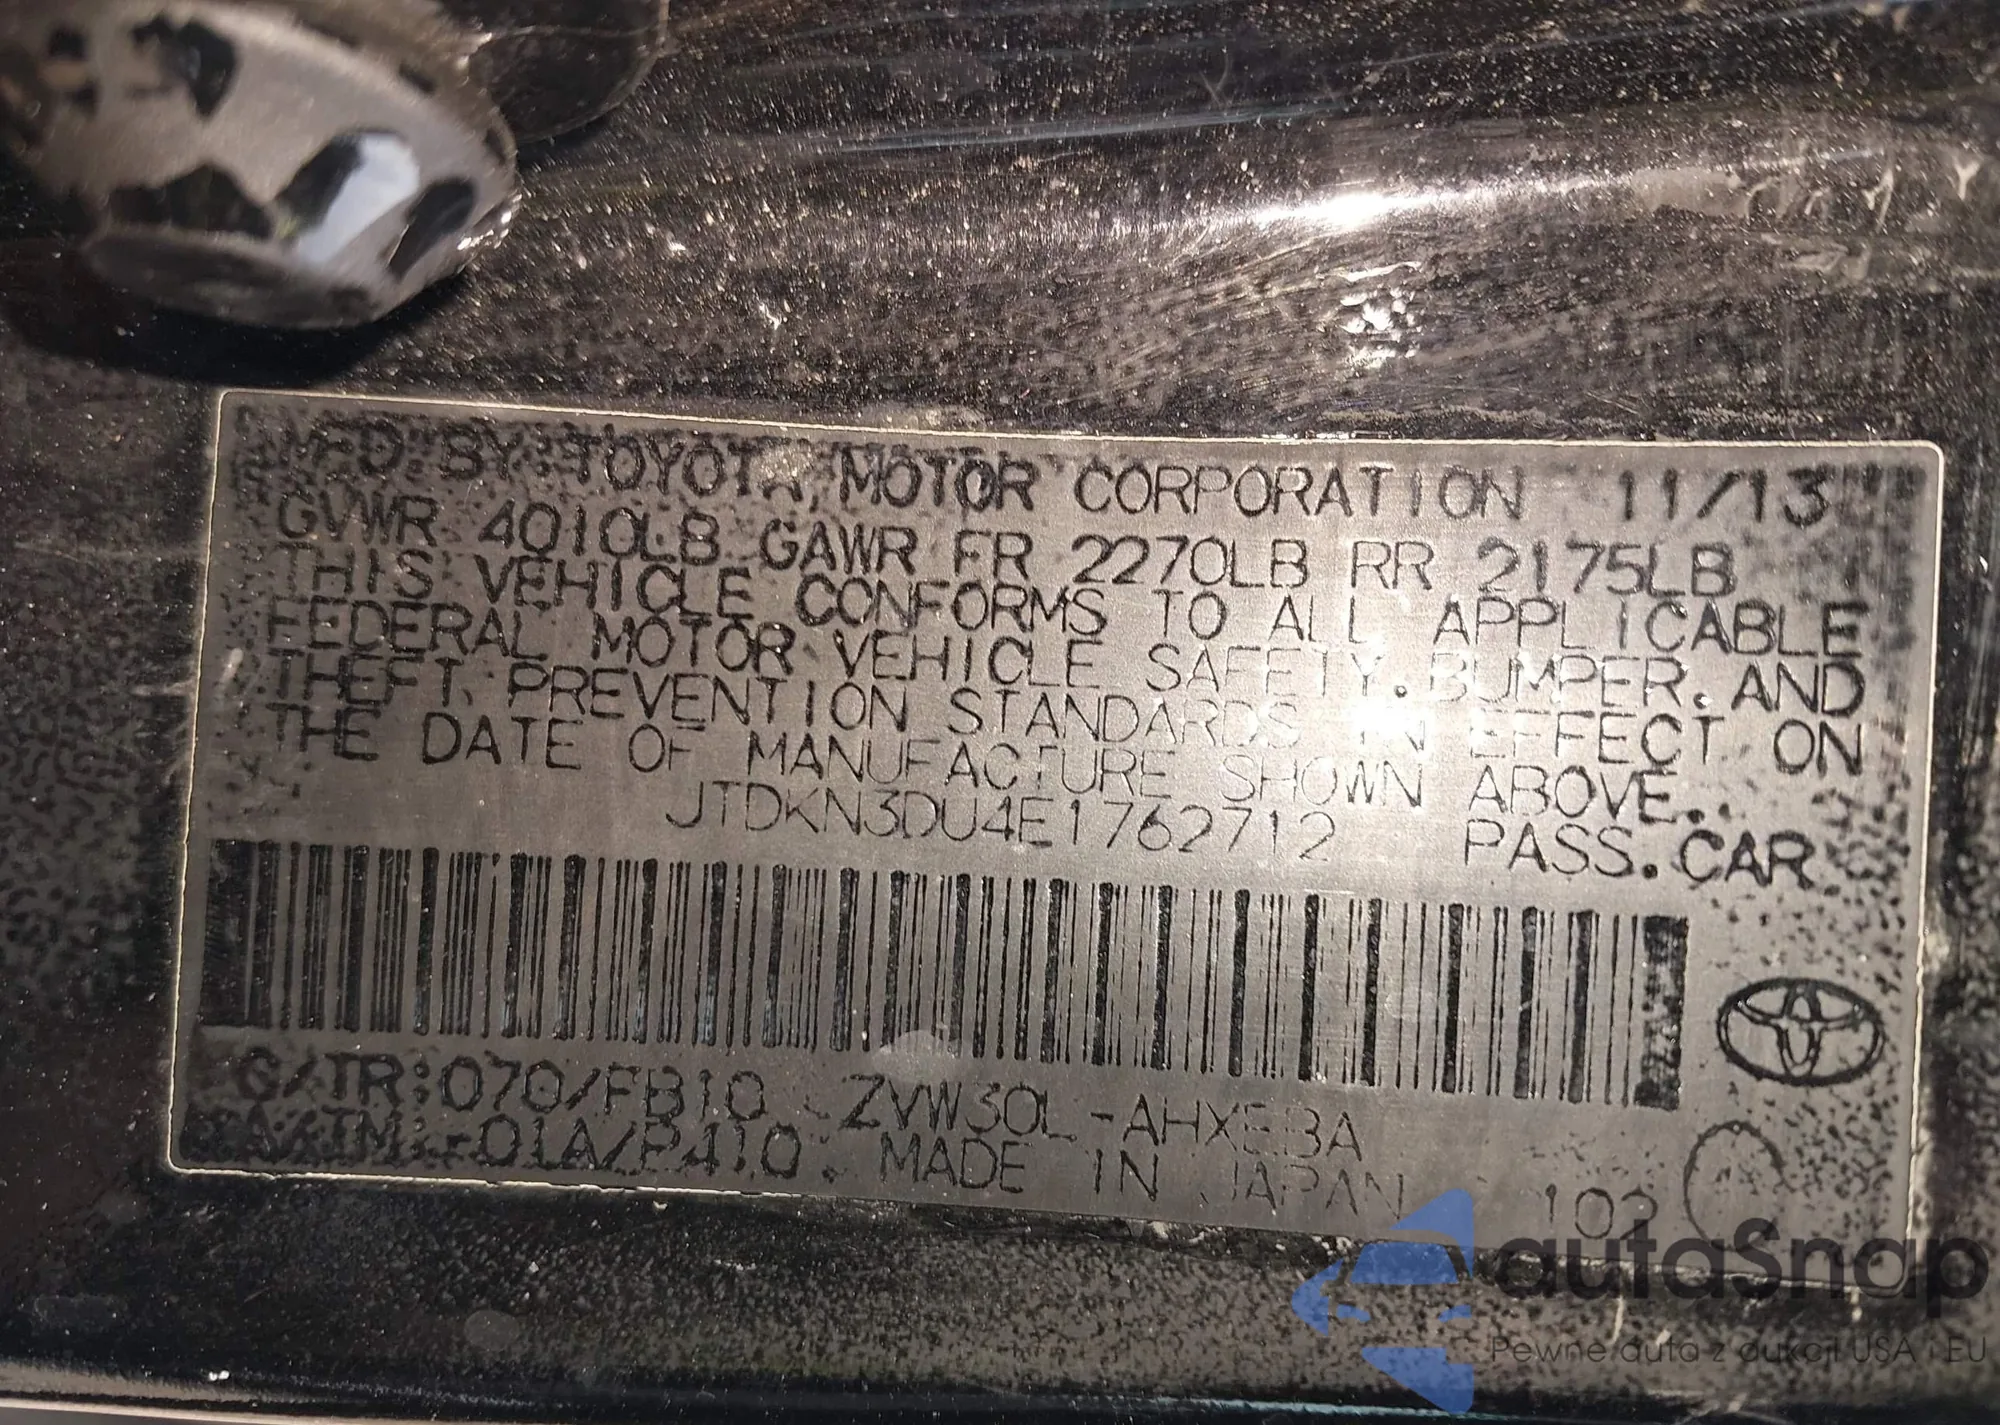 MFD. BY: TOYOTA MOTOR CORPORATION 11/13
GVWR 4010LB GAWR FR 2270LB RR 2175LB
THIS VEHICLE CONFORMS TO ALL APPLICABLE
FEDERAL MOTOR VEHICLE SAFETY, BUMPER, AND
THEFT PREVENTION STANDARDS IN EFFECT ON
THE DATE OF MANUFACTURE SHOWN ABOVE.
JTDKN3DU4E1762712 PASS. CAR
C/TR:070/FB10 ZVW30L-AHXEBA
A/TM:-01A/P410. MADE IN JAPAN
autaSnap
Pewne auta z aukcji USA i EU